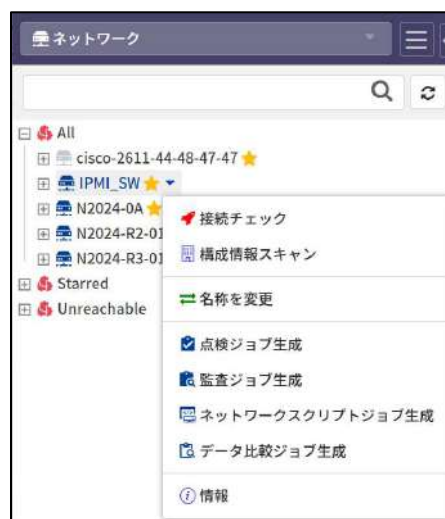 ネットワーク
All
cisco-2611-44-48-47-47
IPMI_SW
N2024-0A
N2024-R2-01
N2024-R3-01
Starred
Unreachable
接続チェック
構成情報スキャン
名称を変更
点検ジョブ生成
監査ジョブ生成
ネットワークスクリプトジョブ生成
データ比較ジョブ生成
情報